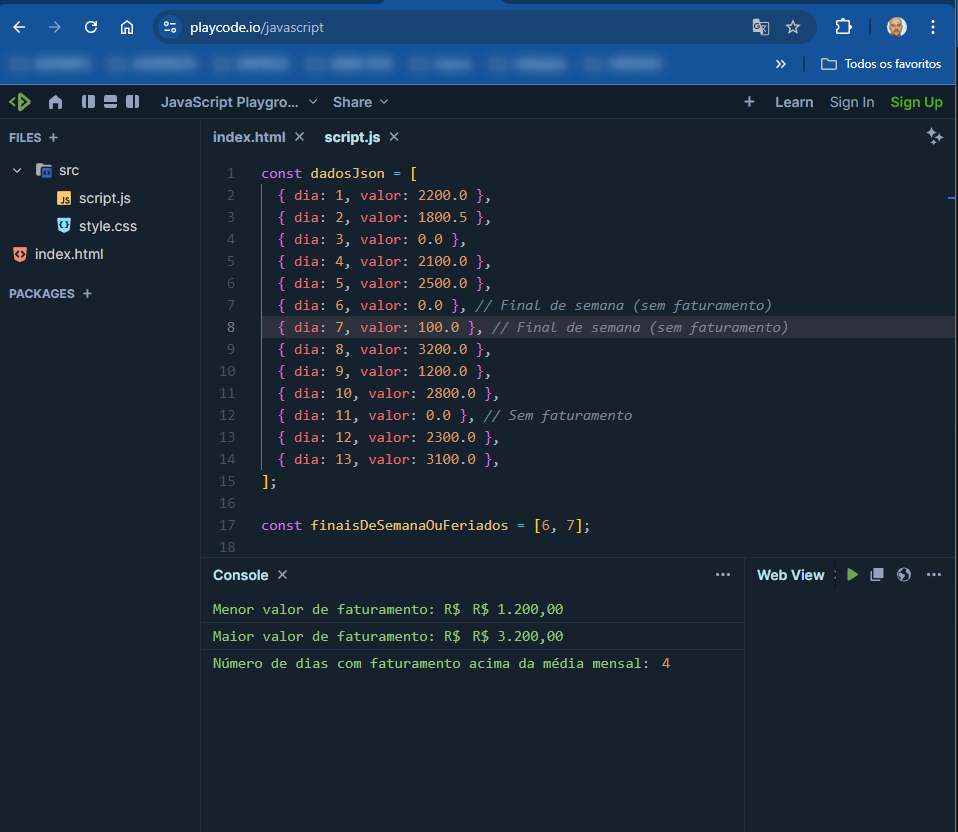 playcode.io/javascript
Todos os favoritos
JavaScript Playgro...
Share
Learn
Sign In
Sign Up
FILES
src
script.js
style.css
index.html
PACKAGES
index.html
script.js
1 const dadosJson = [
2 { dia: 1, valor: 2200.0 },
3 { dia: 2, valor: 1800.5 },
4 { dia: 3, valor: 0.0 },
5 { dia: 4, valor: 2100.0 },
6 { dia: 5, valor: 2500.0 },
7 { dia: 6, valor: 0.0 }, // Final de semana (sem faturamento)
8 { dia: 7, valor: 100.0 }, // Final de semana (sem faturamento)
9 { dia: 8, valor: 3200.0 },
10 { dia: 9, valor: 1200.0 },
11 { dia: 10, valor: 2800.0 },
12 { dia: 11, valor: 0.0 }, // Sem faturamento
13 { dia: 12, valor: 2300.0 },
14 { dia: 13, valor: 3100.0 },
15 ];
16
17 const finaisDeSemanaOuFeriados = [6, 7];
18
Console
Menor valor de faturamento: R$ R$ 1.200,00
Maior valor de faturamento: R$ R$ 3.200,00
Número de dias com faturamento acima da média mensal: 4
Web View